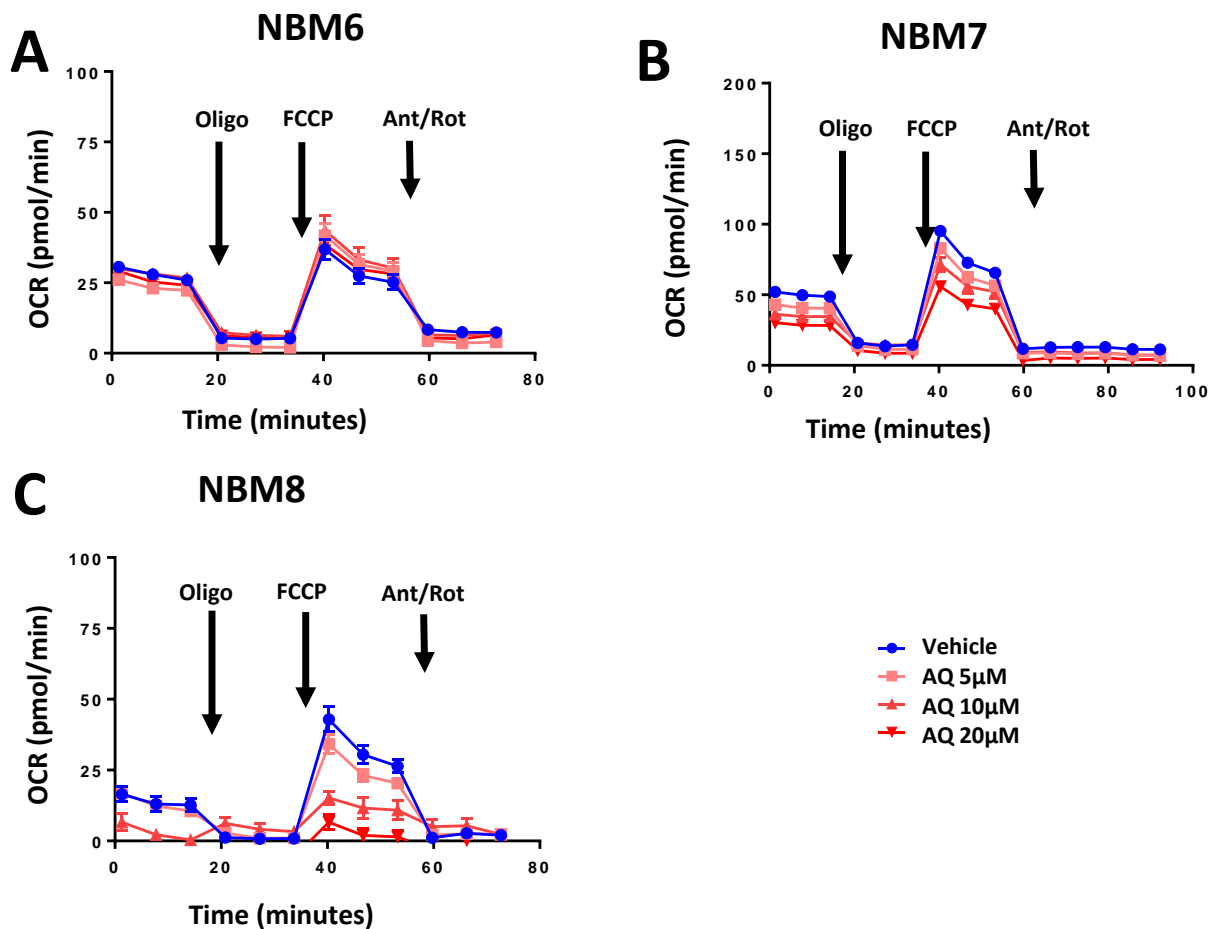 A
NBM6
100
75
50
25
0
OCR (pmol/min)
Oligo
FCCP
Ant/Rot
0 20 40 60 80
Time (minutes)
B
NBM7
200
150
100
50
0
OCR (pmol/min)
Oligo
FCCP
Ant/Rot
0 20 40 60 80 100
Time (minutes)
C
NBM8
100
75
50
25
0
OCR (pmol/min)
Oligo
FCCP
Ant/Rot
0 20 40 60 80
Time (minutes)
Vehicle
AQ 5μM
AQ 10μM
AQ 20μM